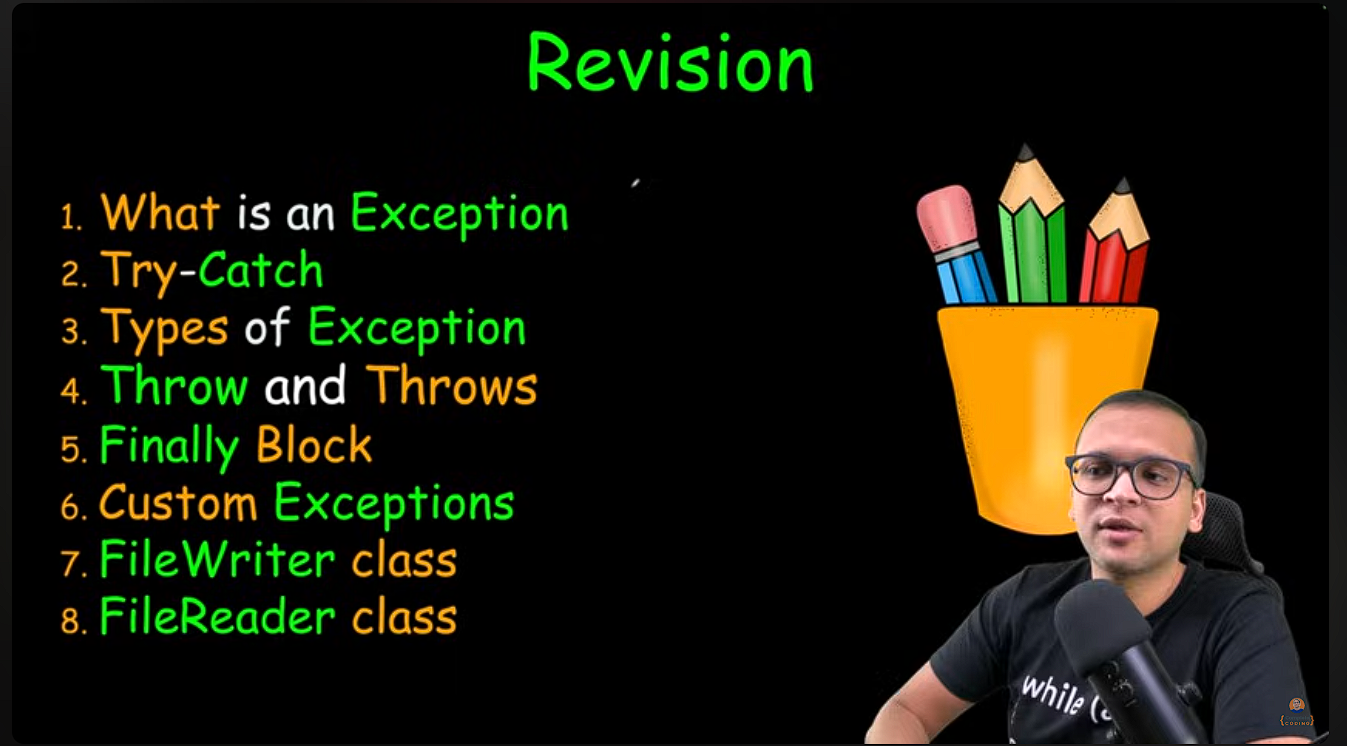 Revision
1. What is an Exception
2. Try-Catch
3. Types of Exception
4. Throw and Throws
5. Finally Block
6. Custom Exceptions
7. FileWriter class
8. FileReader class
while (
CODING